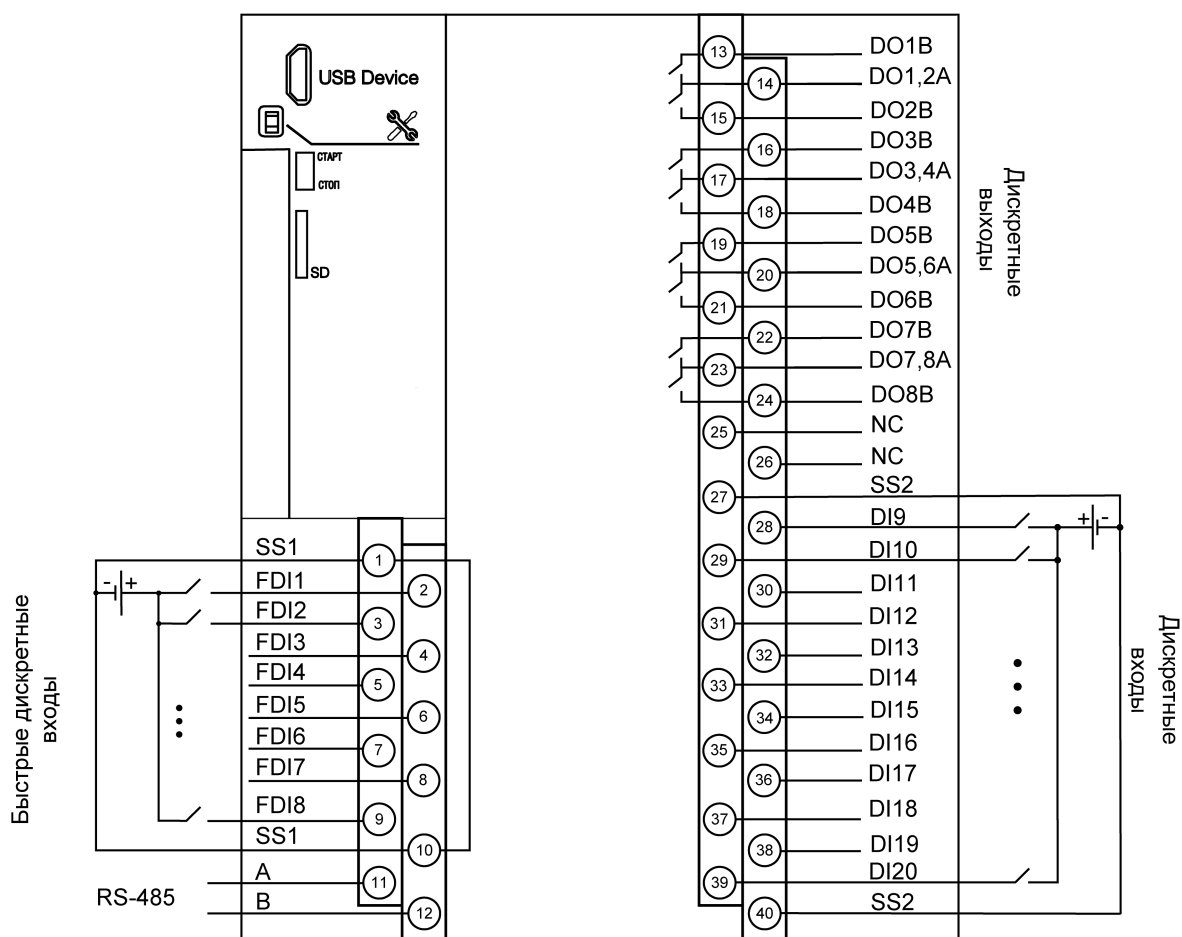 USB Device
СТАРТ
СТОП
SD
SS1
1
FDI1
2
- +
FDI2
3
FDI3
4
FDI4
5
FDI5
6
FDI6
7
FDI7
8
FDI8
9
SS1
10
A
11
B
12
RS-485
Быстрые дискретные
входы
13
DO1B
14
DO1,2A
15
DO2B
16
DO3B
17
DO3,4A
18
DO4B
19
DO5B
20
DO5,6A
21
DO6B
22
DO7B
23
DO7,8A
24
DO8B
25
NC
26
NC
27
SS2
28
DI9
+ -
29
DI10
30
DI11
31
DI12
32
DI13
33
DI14
34
DI15
35
DI16
36
DI17
37
DI18
38
DI19
39
DI20
40
SS2
Дискретные
выходы
Дискретные
входы